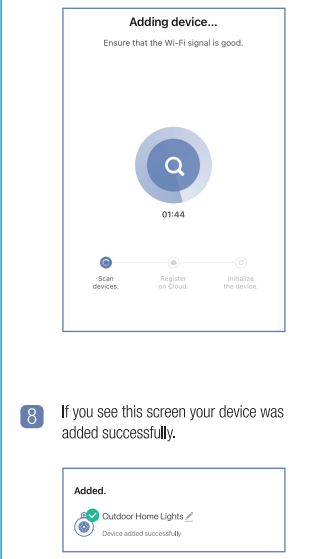 Adding device...
Ensure that the Wi-Fi signal is good.
01:44
Scan devices.
Register on Cloud.
Initialize the device.
8 If you see this screen your device was
added successfully.
Added.
Outdoor Home Lights
Device added successfully